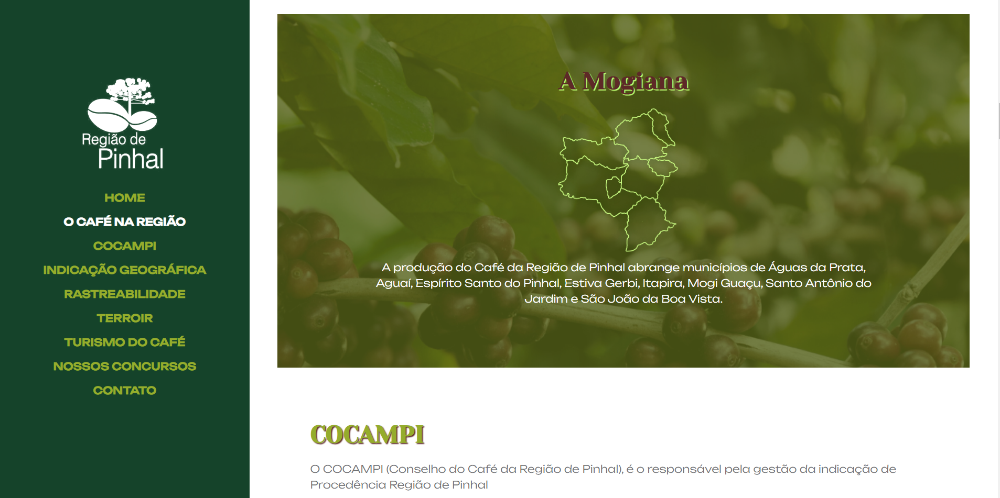 Região de
Pinhal
HOME
O CAFÉ NA REGIÃO
COCAMPI
INDICAÇÃO GEOGRÁFICA
RASTREABILIDADE
TERROIR
TURISMO DO CAFÉ
NOSSOS CONCURSOS
CONTATO
A Mogiana
A produção do Café da Região de Pinhal abrange municípios de Águas da Prata,
Aguaí, Espírito Santo do Pinhal, Estiva Gerbi, Itapira, Mogi Guaçu, Santo Antônio do
Jardim e São João da Boa Vista.
COCAMPI
O COCAMPI (Conselho do Café da Região de Pinhal), é o responsável pela gestão da indicação de
Procedência Região de Pinhal